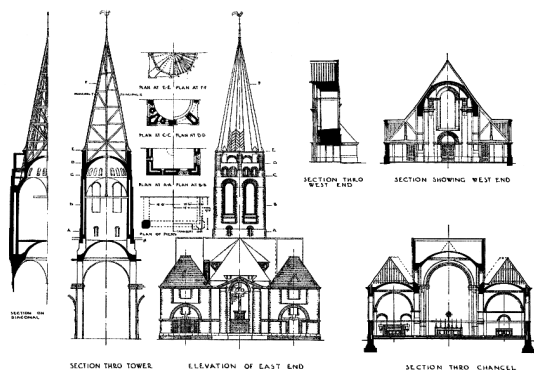 PLAN AT E-E PLAN AT F-F
PLAN AT C-C PLAN AT D-D
PLAN AT A-A PLAN AT B-B
PLAN OF PIERS
SECTION ON
DIAGONAL
SECTION THRO TOWER
ELEVATION OF EAST END
SECTION THRO
WEST END
SECTION SHOWING WEST END
SECTION THRO CHANCEL